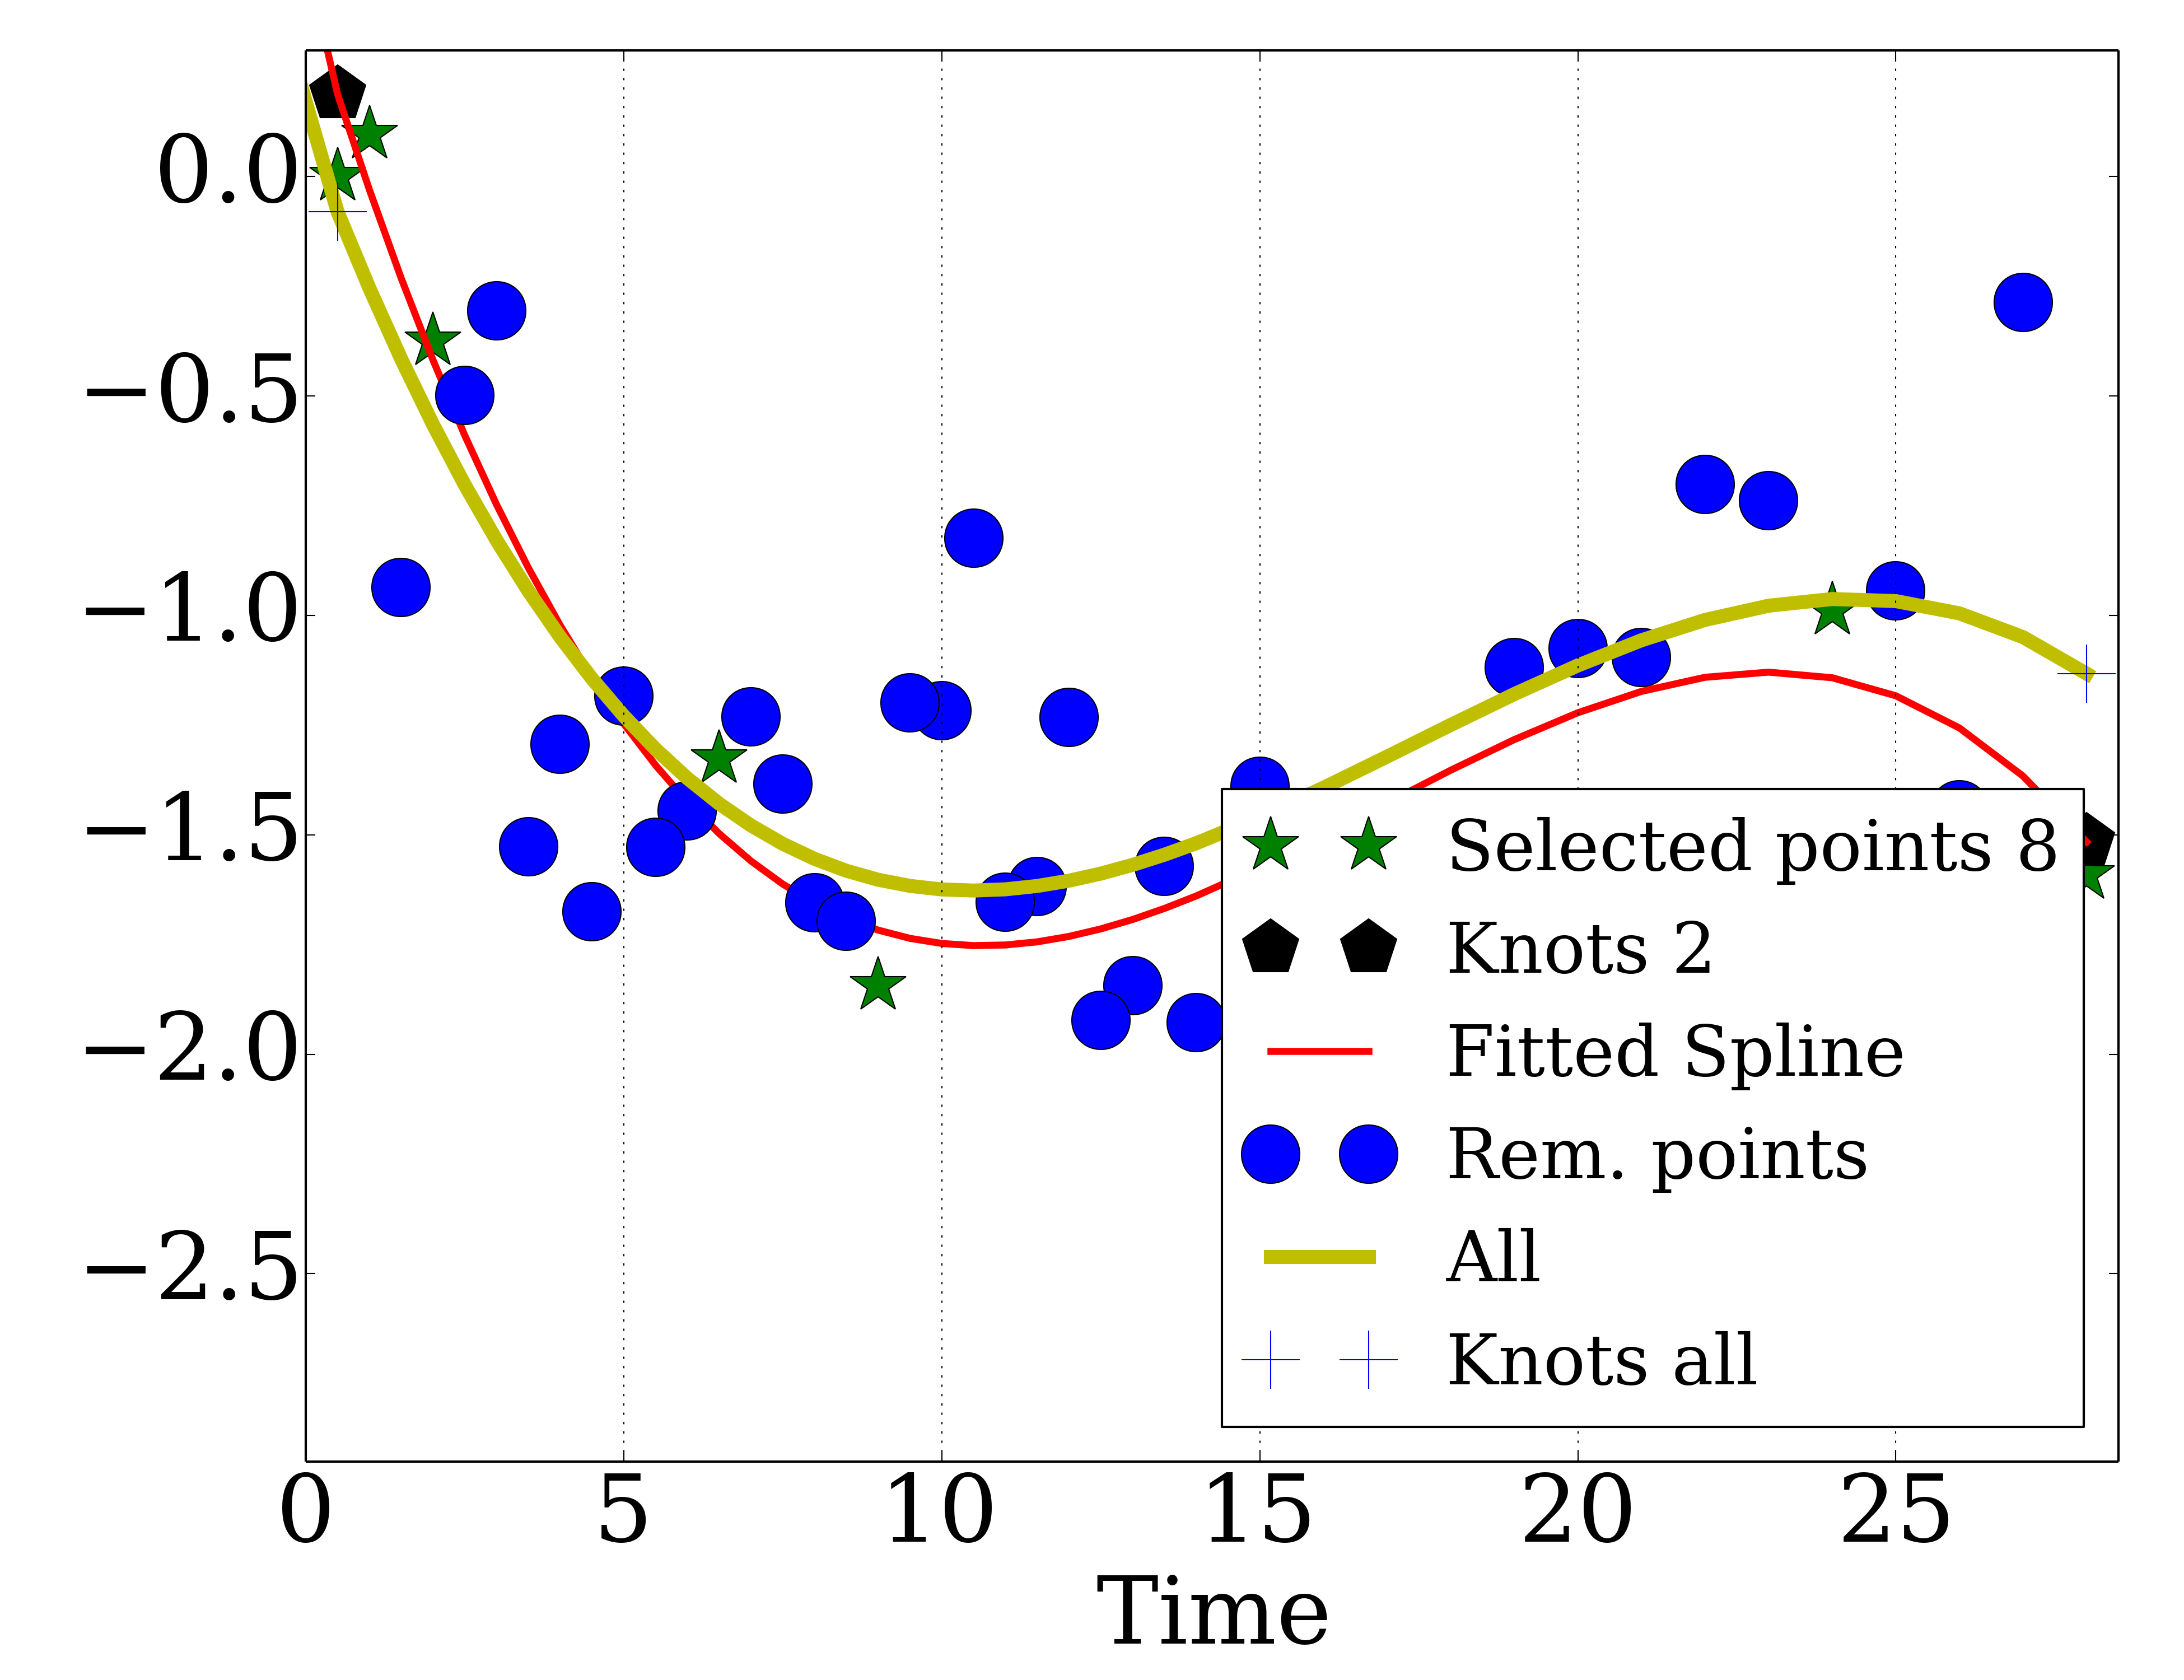 0.0
−0.5
−1.0
−1.5
−2.0
−2.5
Selected points 8
Knots 2
Fitted Spline
Rem. points
All
Knots all
0 5 10 15 20 25
Time